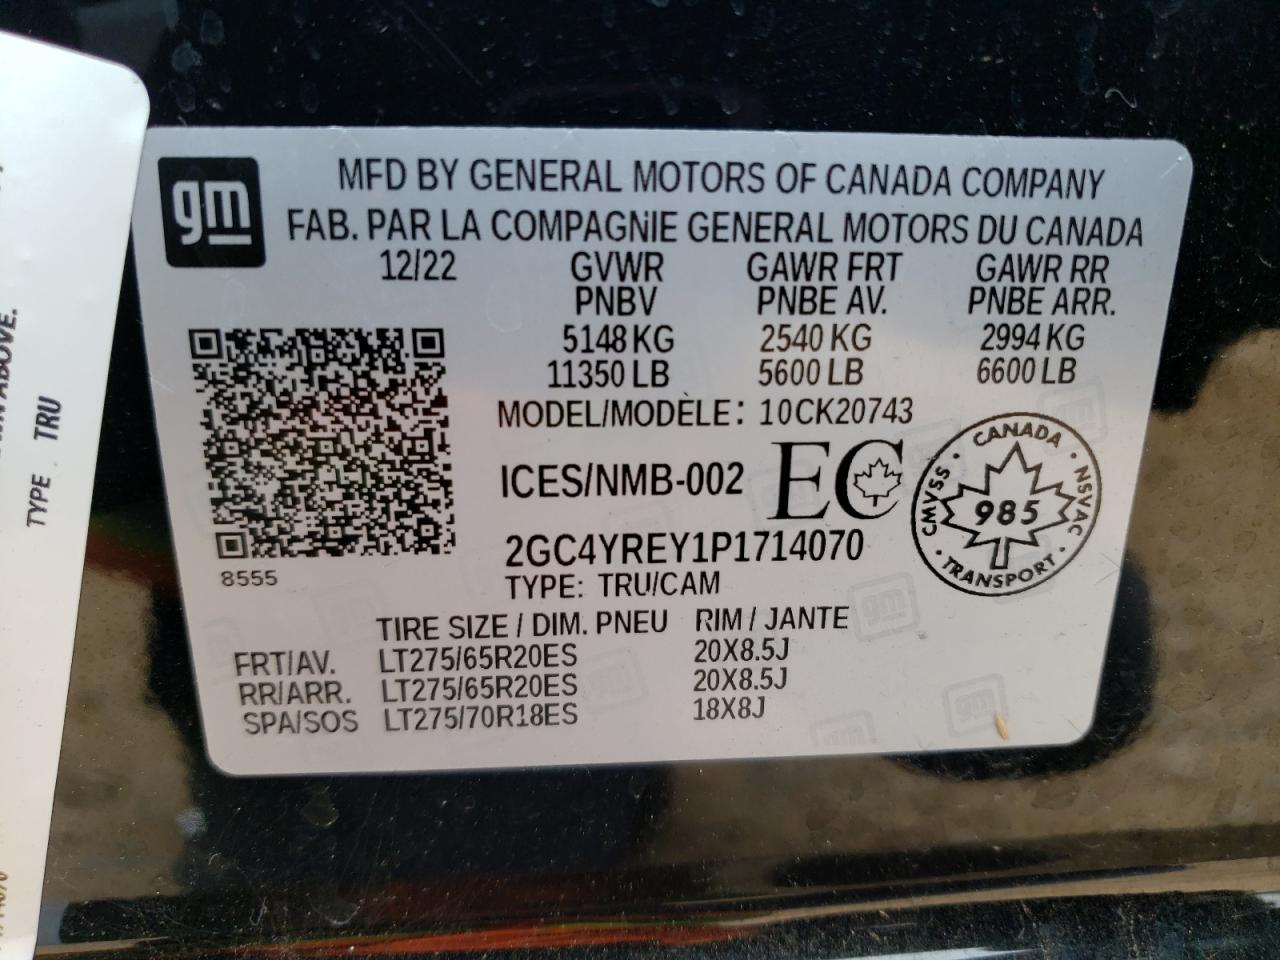 gm
MFD BY GENERAL MOTORS OF CANADA COMPANY
FAB. PAR LA COMPAGNiE GENERAL MOTORS DU CANADA
12/22 GVWR GAWR FRT GAWR RR
PNBV PNBE AV. PNBE ARR.
5148 KG 2540 KG 2994 KG
11350 LB 5600 LB 6600 LB
MODEL/MODÈLE: 10CK20743
ICES/NMB-002 EC
CANADA
CMVSS · NSVAC
985
TRANSPORT
2GC4YREY1P1714070
8555
TYPE: TRU/CAM
TIRE SIZE / DIM. PNEU RIM / JANTE
FRT/AV. LT275/65R20ES 20X8.5J
RR/ARR. LT275/65R20ES 20X8.5J
SPA/SOS LT275/70R18ES 18X8J
ABOVE.
TYPE TRU